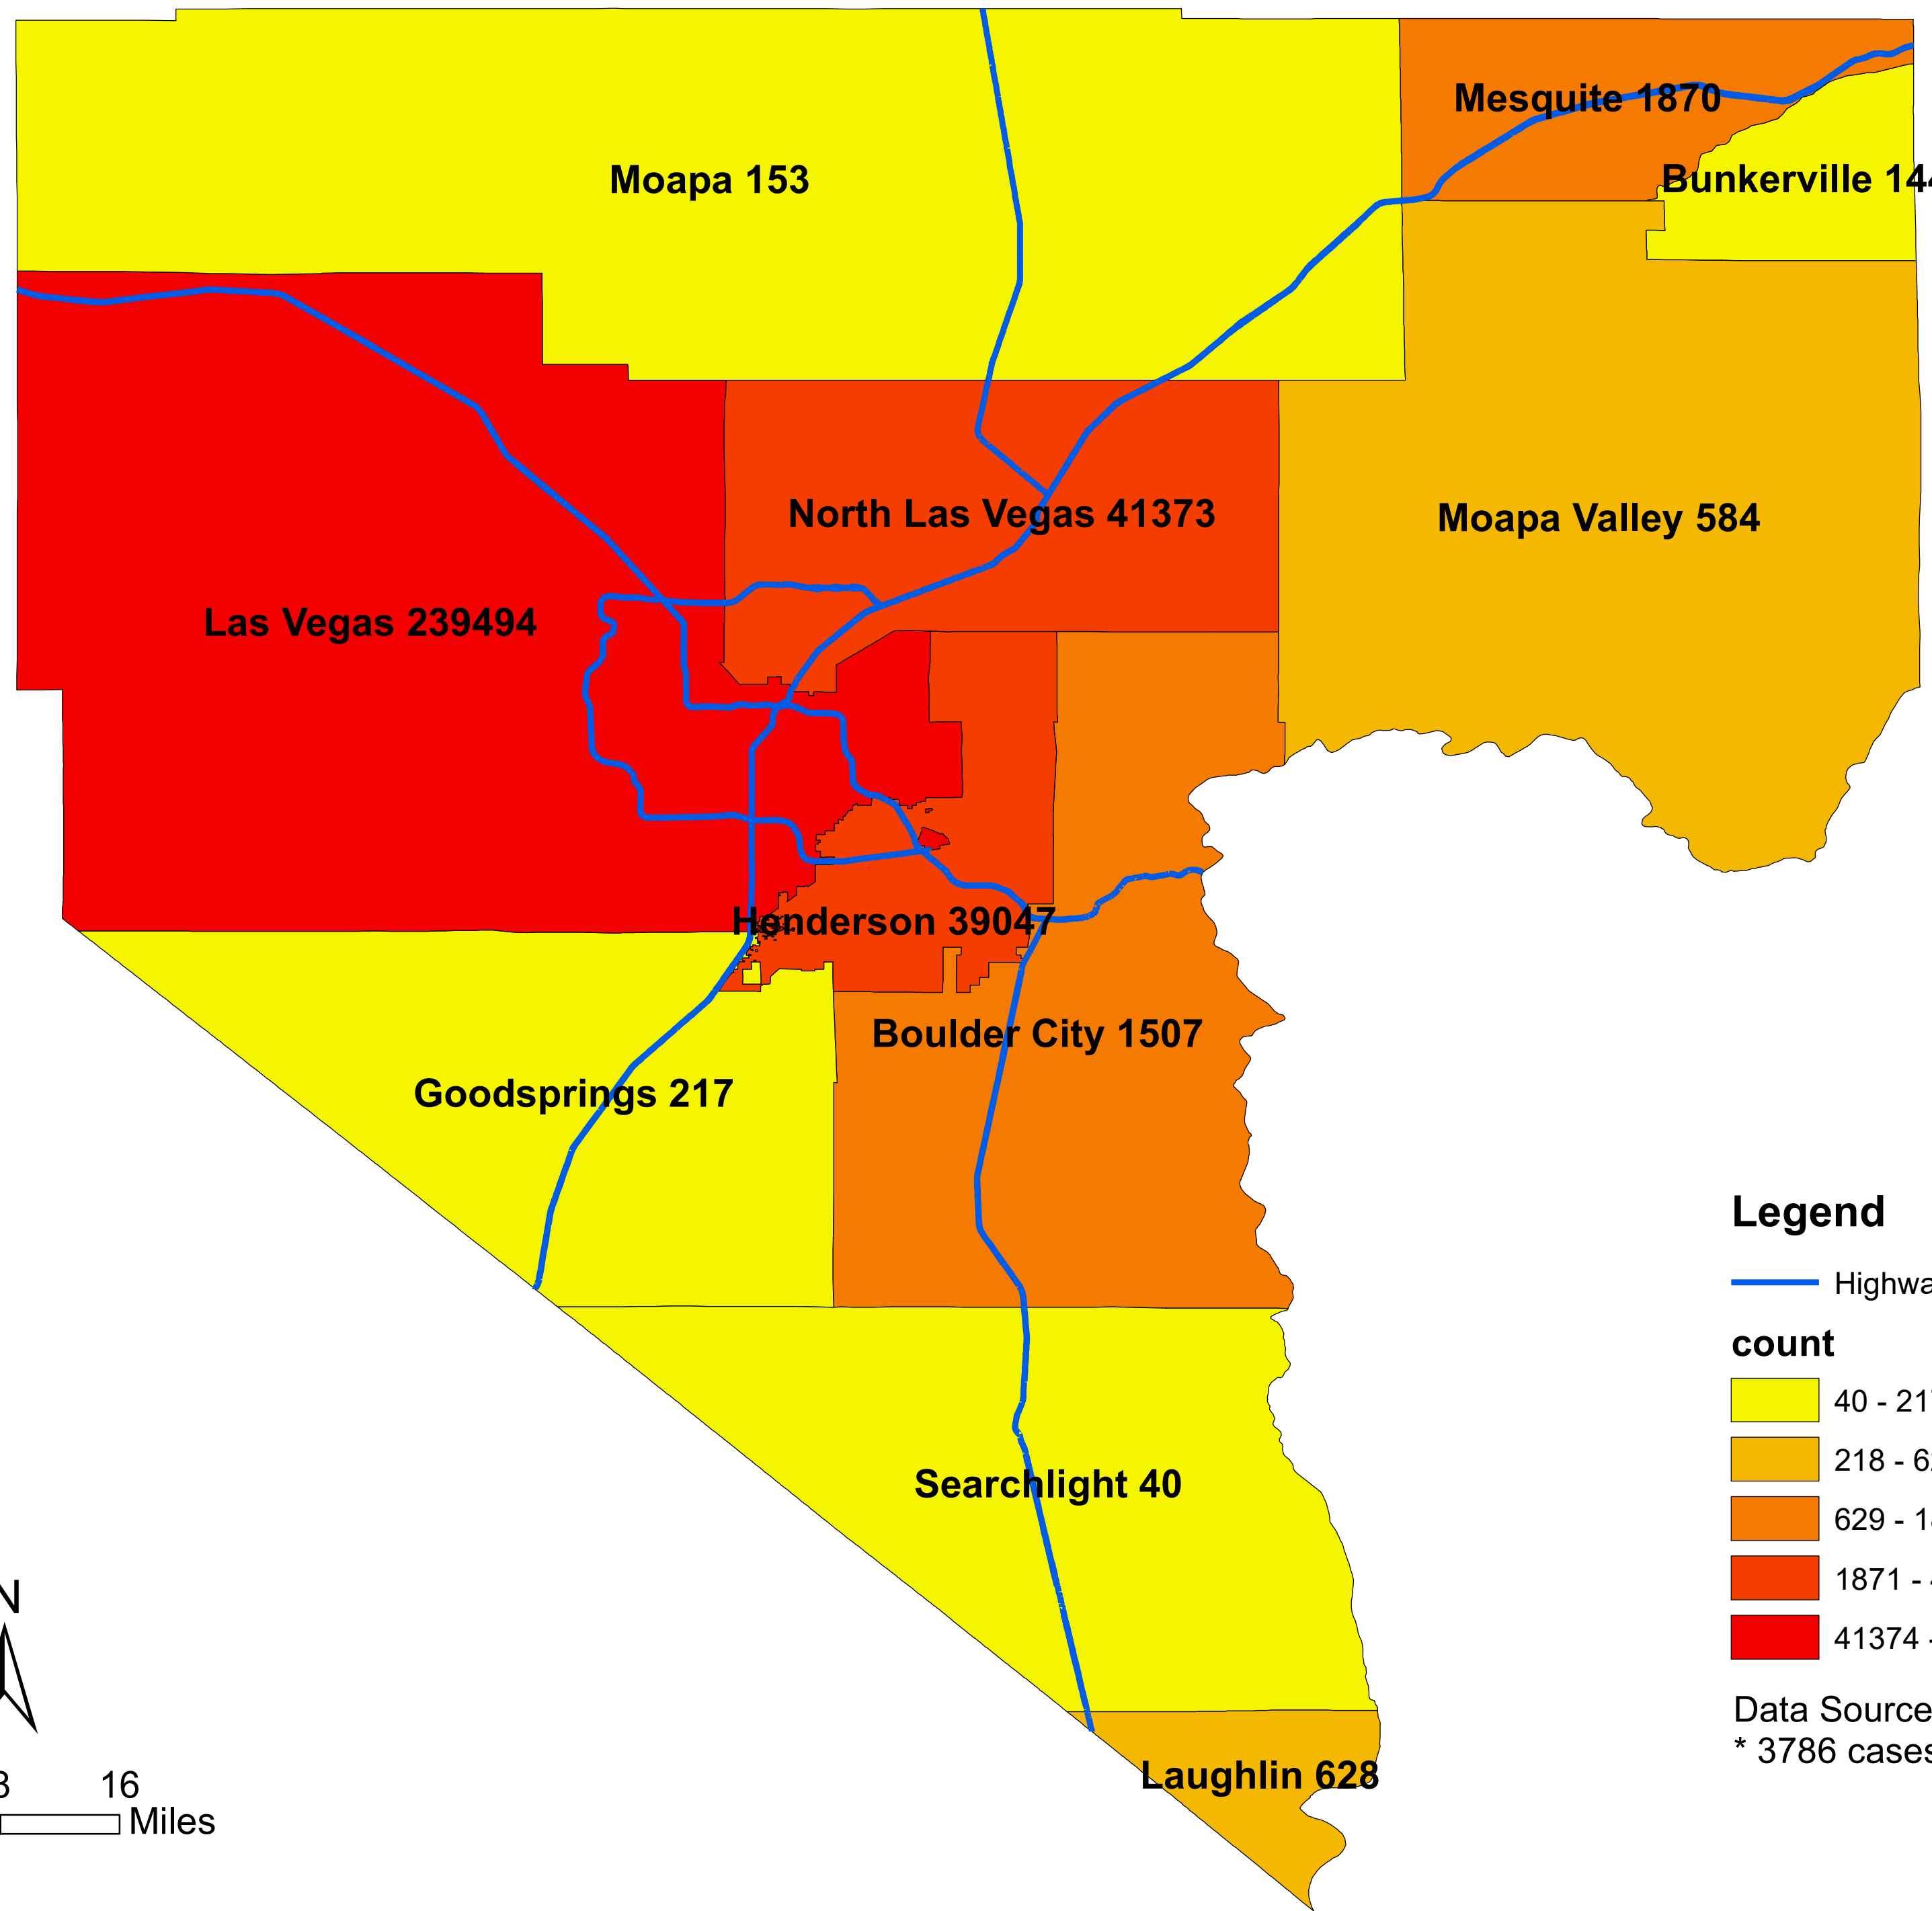 Mesquite 1870
Moapa 153
Bunkerville 144
North Las Vegas 41373
Moapa Valley 584
Las Vegas 239494
Henderson 39047
Boulder City 1507
Goodsprings 217
Searchlight 40
Laughlin 628
Legend
count
40 - 21
218 - 6
629 - 1
1871 -
41374 -
Data Source
* 3786 cases
N
16
Miles